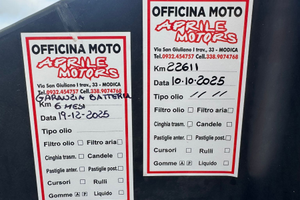 OFFICINA MOTO
APRILE
MOTORS
Via San Giuliano I trav., 33 - MODICA
Tel.0932.454757 Cell.338.9874768
GARANZIA BATTERIA
Km 6 MESI
Data 19-12-2025
Tipo olio
Filtro olio Filtro aria
Cinghia trasm. Candele
Pastiglie anter. Pastiglie post.
Cursori Rulli
Gomme A P Liquido
OFFICINA MOTO
APRILE
MOTORS
Via San Giuliano I trav., 33 - MODICA
Tel.0932.454757 Cell.338.9874768
Km 22611
Data 10-10-2025
Tipo olio // //
Filtro olio Filtro aria
Cinghia trasm. Candele
Pastiglie anter. Pastiglie post.
Cursori Rulli
Gomme A P Liquido